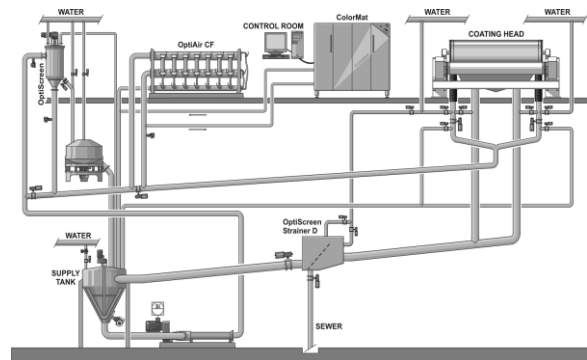 WATER
WATER
WATER
CONTROL ROOM
ColorMat
OptiAir CF
COATING HEAD
OptiScreen
OptiScreen
Strainer D
WATER
SUPPLY
TANK
SEWER